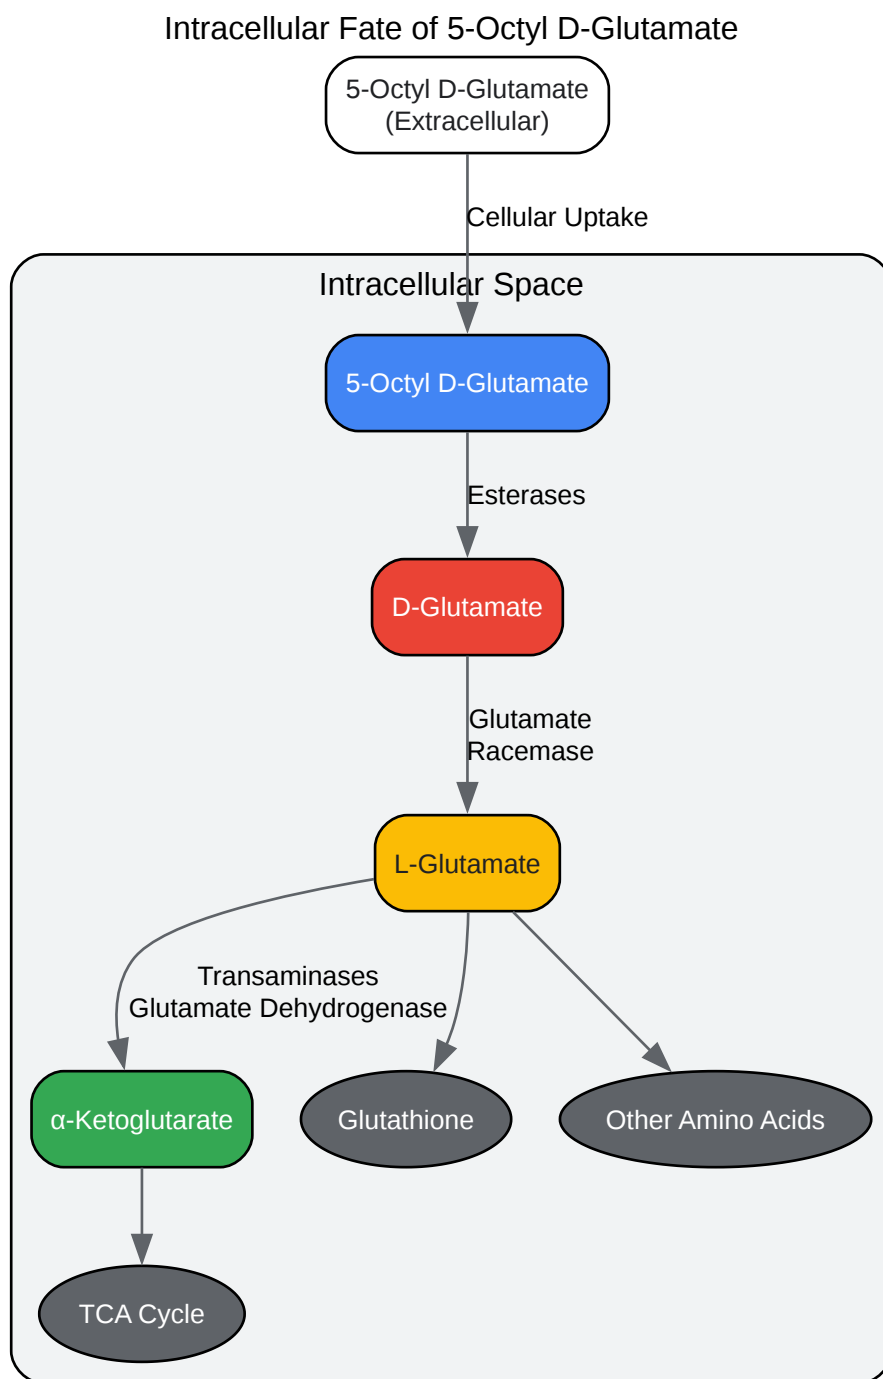 Intracellular Fate of 5-Octyl D-Glutamate
5-Octyl D-Glutamate
(Extracellular)
Cellular Uptake
Intracellular Space
5-Octyl D-Glutamate
Esterases
D-Glutamate
Glutamate
Racemase
L-Glutamate
Transaminases
Glutamate Dehydrogenase
α-Ketoglutarate
Glutathione
Other Amino Acids
TCA Cycle